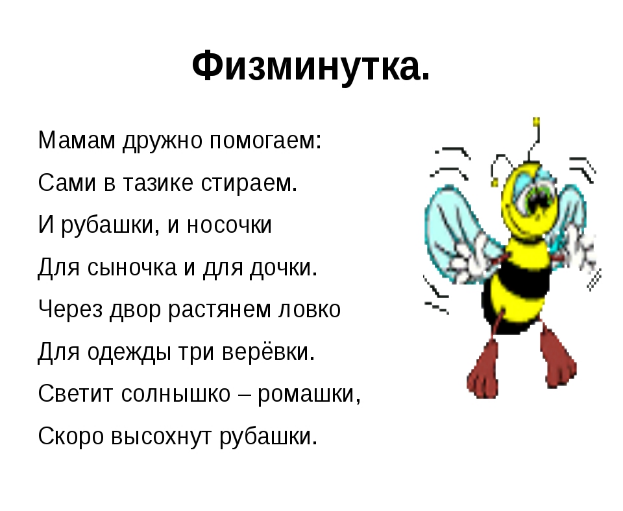 Физминутка.
Мамам дружно помогаем:
Сами в тазике стираем.
И рубашки, и носочки
Для сыночка и для дочки.
Через двор растянем ловко
Для одежды три верёвки.
Светит солнышко – ромашки,
Скоро высохнут рубашки.